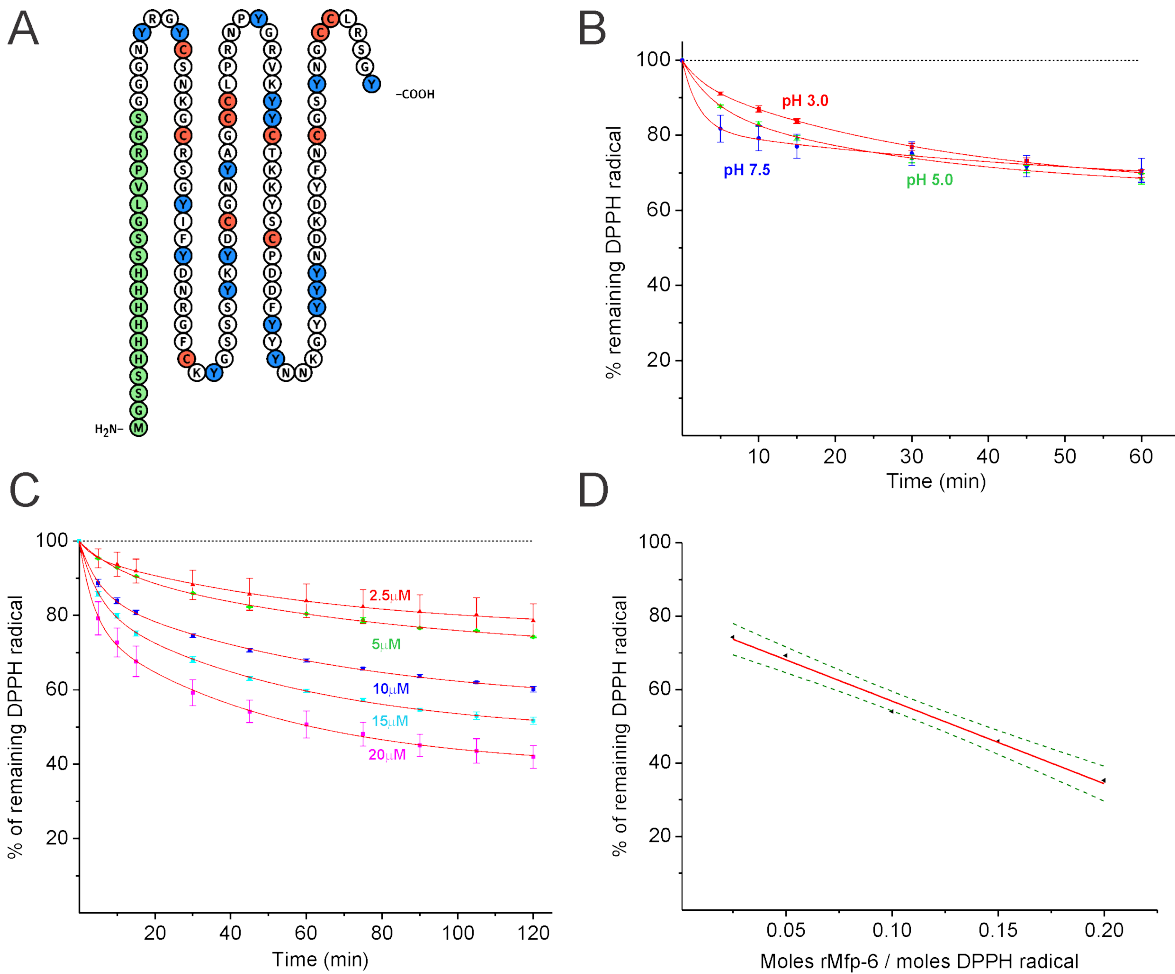 A
H2N–
MGSSHHHHHHSSGLVPRGSGGGNYRGYCSNKGCRSGYIFYDNRGFCKYGSSSYKYDCGNYAGCCLPRNPYGRVKYYCTKKYSCPDDFYYYNNKGYYYYNDKDYFNCGSYNGCCLRSGY
–COOH
B
% remaining DPPH radical
100
80
60
40
20
pH 3.0
pH 7.5
pH 5.0
10
20
30
40
50
60
Time (min)
C
% of remaining DPPH radical
100
80
60
40
20
2.5μM
5μM
10μM
15μM
20μM
20
40
60
80
100
120
Time (min)
D
% of remaining DPPH radical
100
80
60
40
20
0.05
0.10
0.15
0.20
Moles rMfp-6 / moles DPPH radical